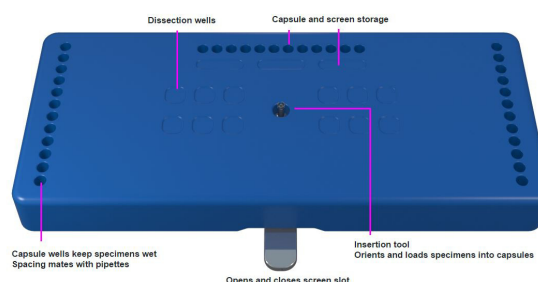 Dissection wells
Capsule and screen storage
Capsule wells keep specimens wet
Spacing mates with pipettes
Insertion tool
Orients and loads specimens into capsules
Opens and closes screen slot